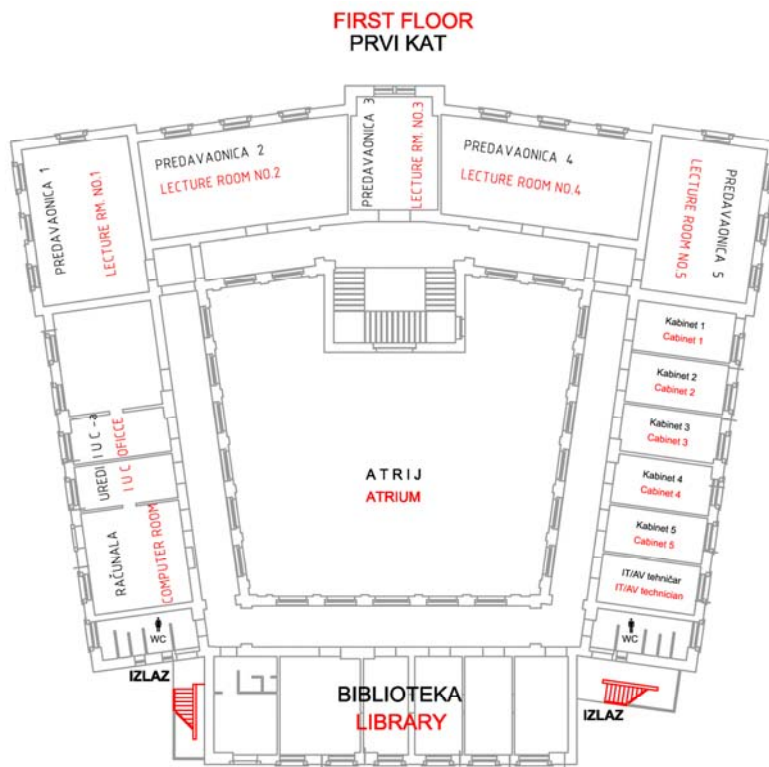 FIRST FLOOR
PRVI KAT
PREDAVAONICA 1
LECTURE RM. NO.1
PREDAVAONICA 2
LECTURE ROOM NO.2
PREDAVAONICA 3
LECTURE RM. NO.3
PREDAVAONICA 4
LECTURE ROOM NO.4
PREDAVAONICA 5
LECTURE ROOM NO.5
Kabinet 1
Cabinet 1
Kabinet 2
Cabinet 2
Kabinet 3
Cabinet 3
Kabinet 4
Cabinet 4
Kabinet 5
Cabinet 5
IT/AV tehničar
IT/AV technician
UREDI I U C -a
I U C OFICCE
RAČUNALA
COMPUTER ROOM
ATRIJ
ATRIUM
WC
WC
IZLAZ
IZLAZ
BIBLIOTEKA
LIBRARY